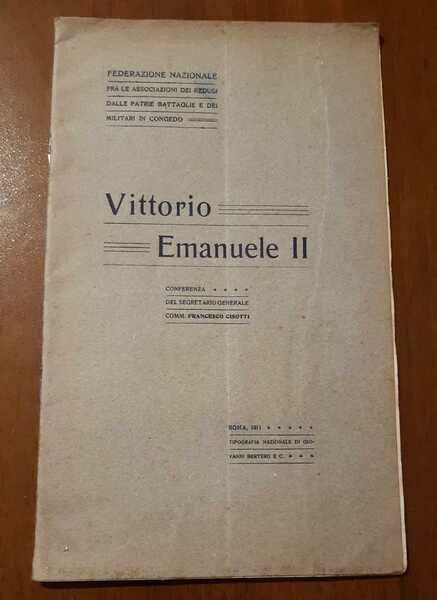 FEDERAZIONE NAZIONALE
FRA LE ASSOCIAZIONI DEI REDUCI
DALLE PATRIE BATTAGLIE E DEI
MILITARI IN CONGEDO
Vittorio
Emanuele II
CONFERENZA
DEL SEGRETARIO GENERALE
COMM. FRANCESCO CISOTTI
ROMA, 1911
TIPOGRAFIA NAZIONALE DI GIO-
VANNI BERTERO E C.